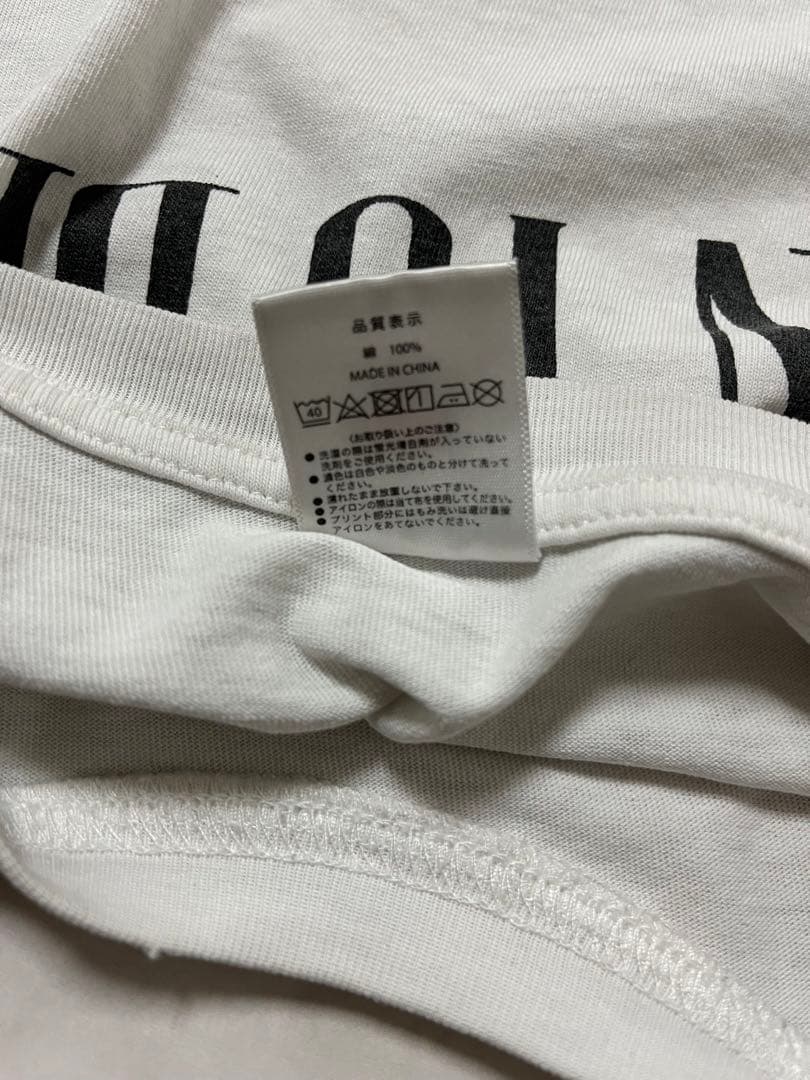 品質表示
綿 100%
MADE IN CHINA
40
〈お取り扱い上のご注意〉
● 洗濯の際は蛍光増白剤が入っていない
洗剤をご使用ください。
● 濃色は白色や淡色のものと分けて洗って
ください。
● 濡れたまま放置しないで下さい。
● アイロンの際は当て布を使用してください。
● プリント部分にはもみ洗いは避け直接
アイロンをあてないでください。